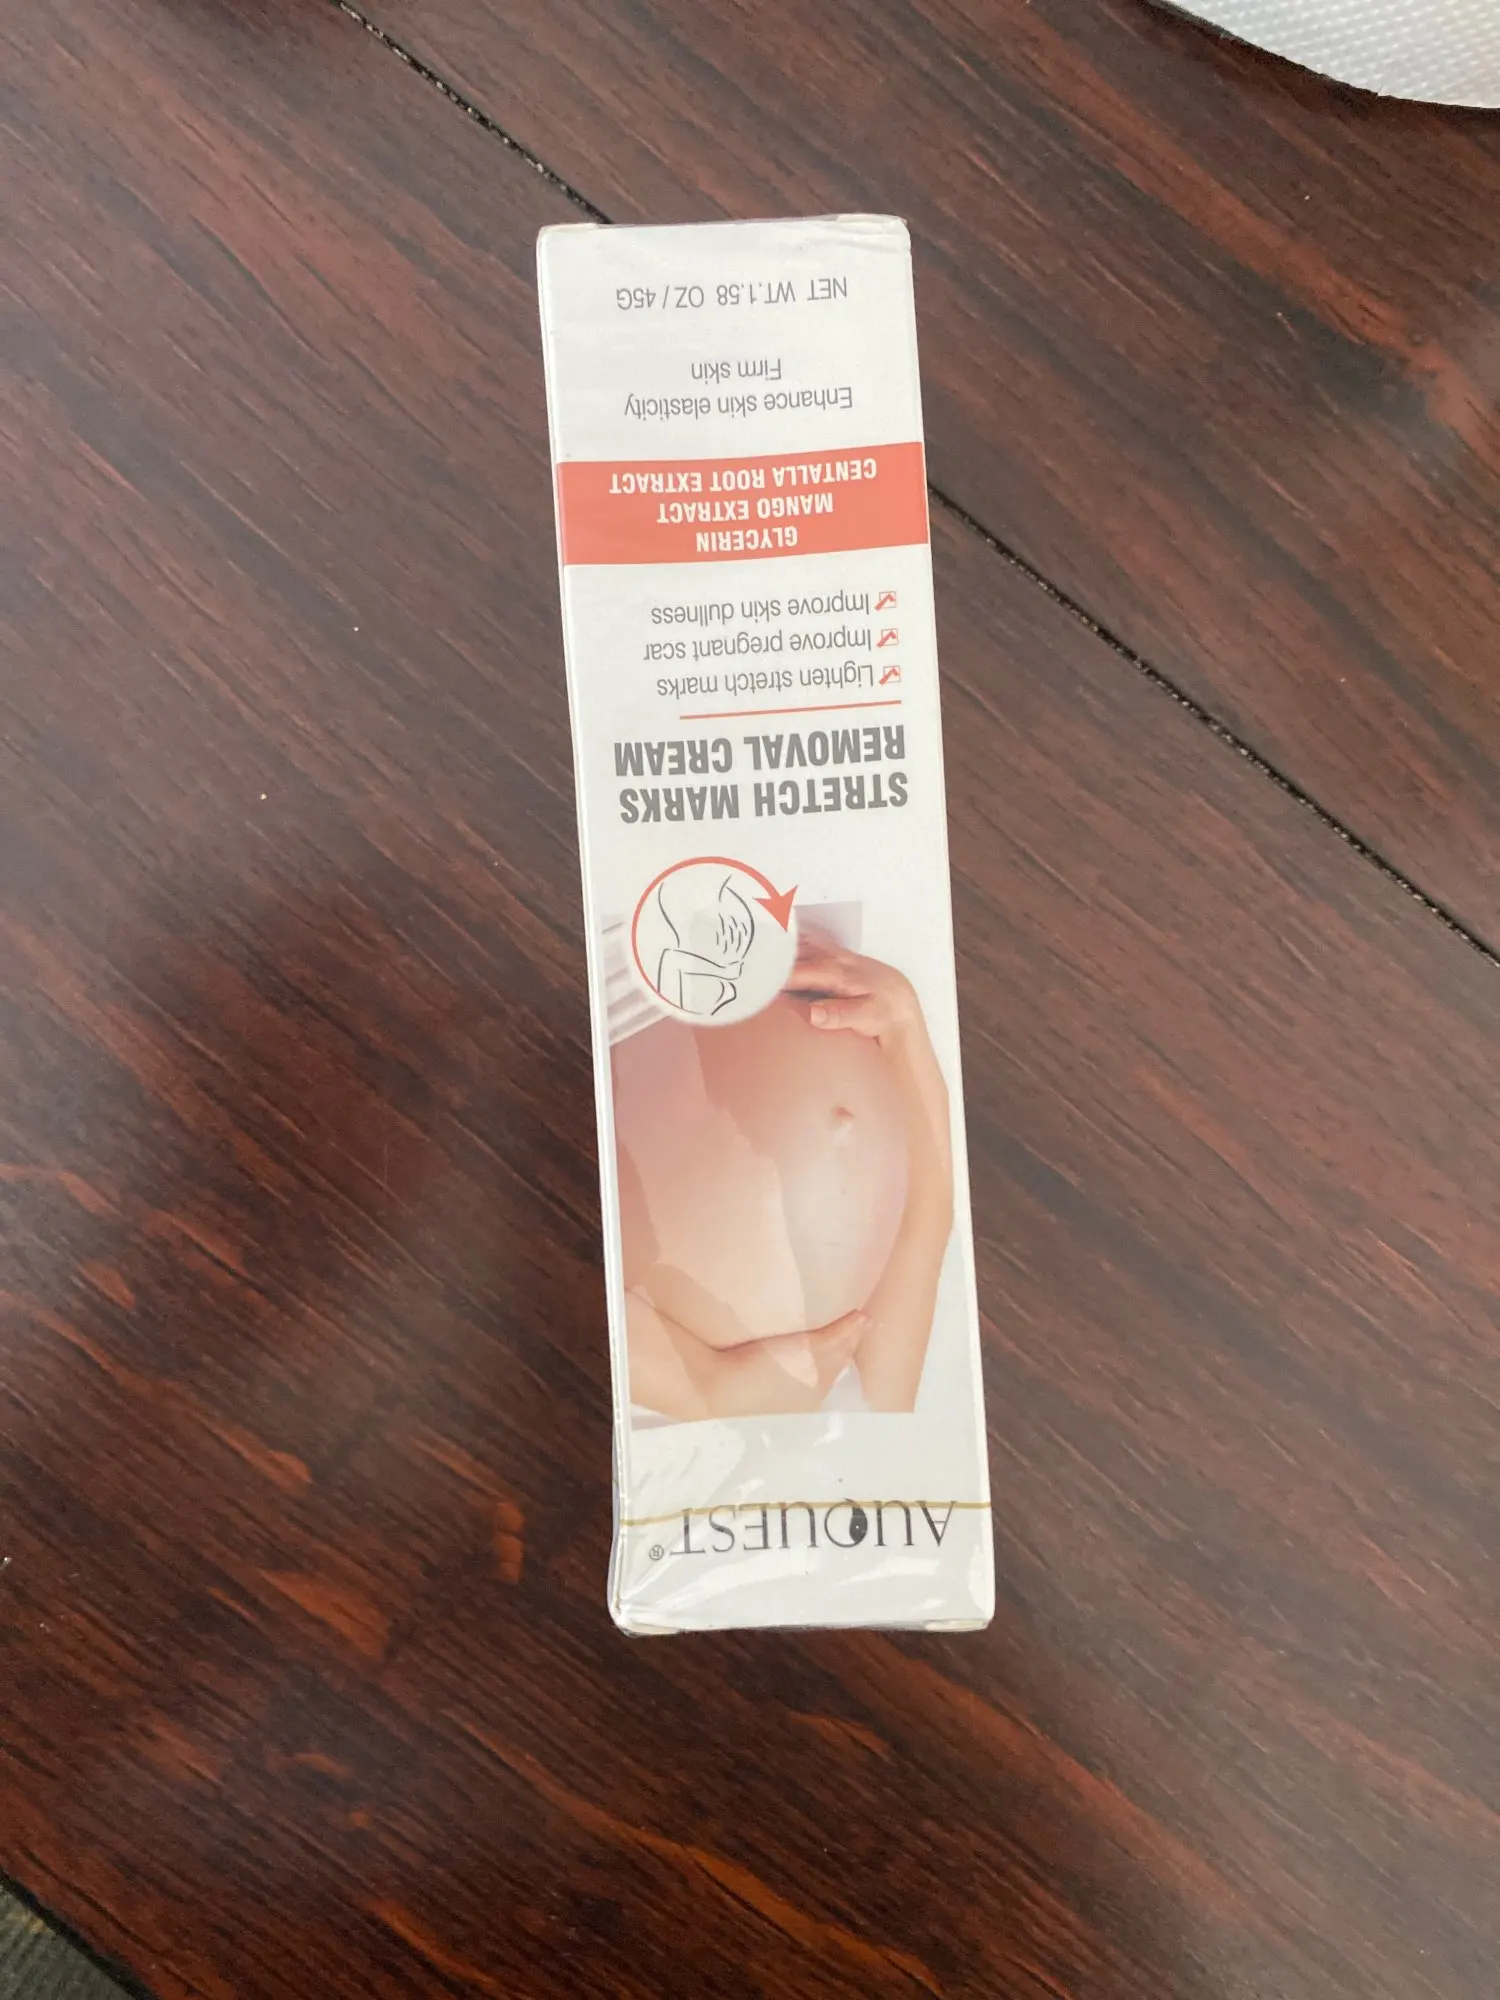 AUQUEST®
STRETCH MARKS
REMOVAL CREAM
Lighten stretch marks
Improve pregnant scar
Improve skin dullness
GLYCERIN
MANGO EXTRACT
CENTALLA ROOT EXTRACT
Enhance skin elasticity
Firm skin
NET WT.1.58 OZ / 45G